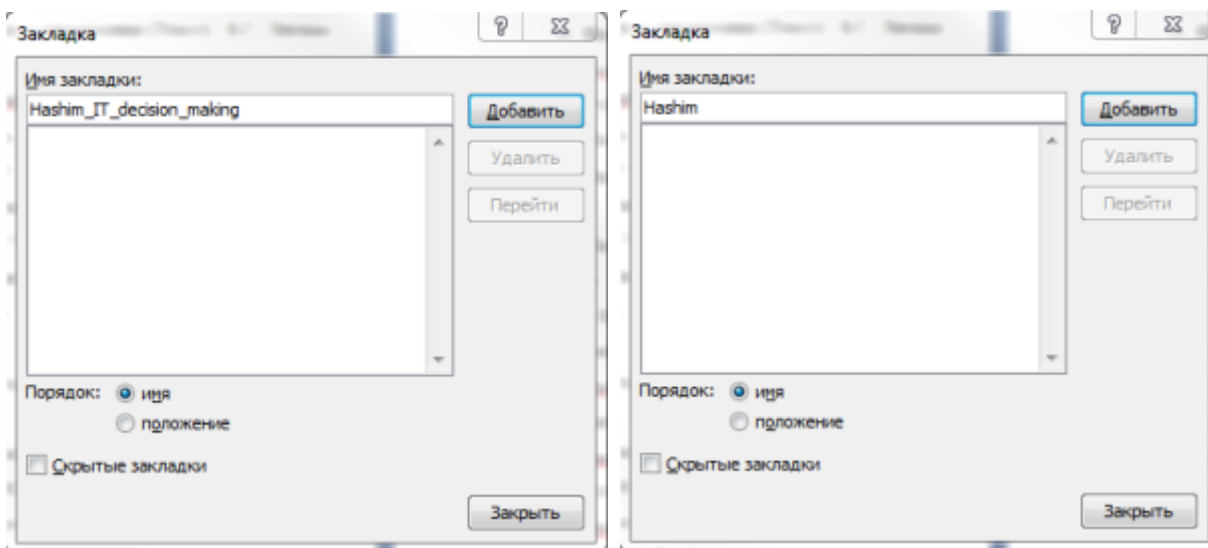 Закладка
Имя закладки:
Hashim_IT_decision_making
Добавить
Удалить
Перейти
Порядок:
имя
положение
Скрытые закладки
Закрыть
Закладка
Имя закладки:
Hashim
Добавить
Удалить
Перейти
Порядок:
имя
положение
Скрытые закладки
Закрыть